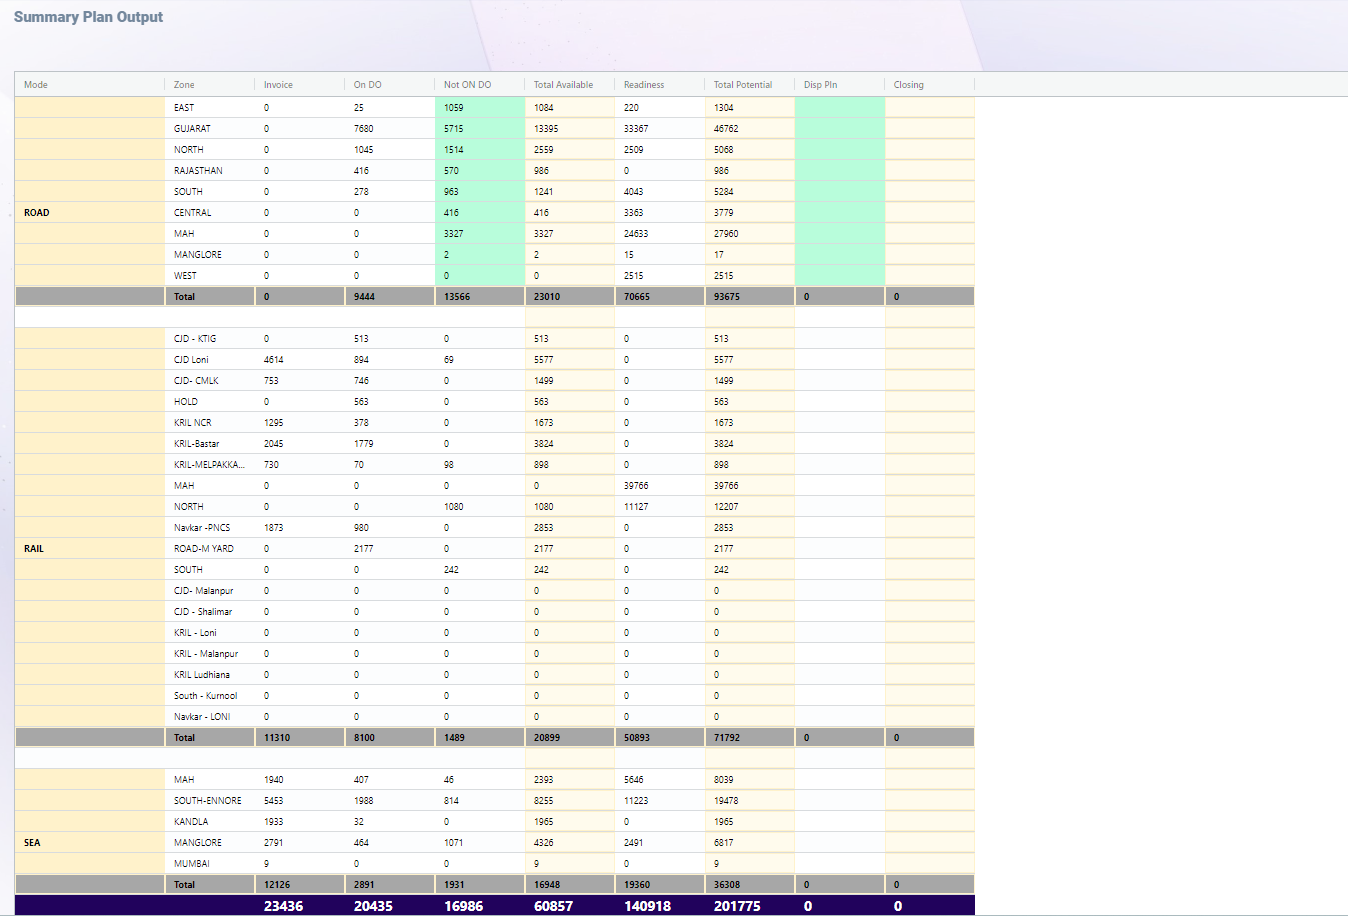 Summary Plan Output
Mode Zone Invoice On DO Not ON DO Total Available Readiness Total Potential Disp Pln Closing
EAST 0 25 1059 1084 220 1304
GUJARAT 0 7680 5715 13395 33367 46762
NORTH 0 1045 1514 2559 2509 5068
RAJASTHAN 0 416 570 986 0 986
SOUTH 0 278 963 1241 4043 5284
ROAD CENTRAL 0 0 416 416 3363 3779
MAH 0 0 3327 3327 24633 27960
MANGLORE 0 0 2 2 15 17
WEST 0 0 0 0 2515 2515
Total 0 9444 13566 23010 70665 93675 0 0
CJD - KTIG 0 513 0 513 0 513
CJD Loni 4614 894 69 5577 0 5577
CJD- CMLK 753 746 0 1499 0 1499
HOLD 0 563 0 563 0 563
KRIL NCR 1295 378 0 1673 0 1673
KRIL-Bastar 2045 1779 0 3824 0 3824
KRIL-MELPAKKA... 730 70 98 898 0 898
MAH 0 0 0 0 39766 39766
NORTH 0 0 1080 1080 11127 12207
Navkar -PNCS 1873 980 0 2853 0 2853
RAIL ROAD-M YARD 0 2177 0 2177 0 2177
SOUTH 0 0 242 242 0 242
CJD- Malanpur 0 0 0 0 0 0
CJD - Shalimar 0 0 0 0 0 0
KRIL - Loni 0 0 0 0 0 0
KRIL - Malanpur 0 0 0 0 0 0
KRIL Ludhiana 0 0 0 0 0 0
South - Kurnool 0 0 0 0 0 0
Navkar - LONI 0 0 0 0 0 0
Total 11310 8100 1489 20899 50893 71792 0 0
MAH 1940 407 46 2393 5646 8039
SOUTH-ENNORE 5453 1988 814 8255 11223 19478
KANDLA 1933 32 0 1965 0 1965
SEA MANGLORE 2791 464 1071 4326 2491 6817
MUMBAI 9 0 0 9 0 9
Total 12126 2891 1931 16948 19360 36308 0 0
23436 20435 16986 60857 140918 201775 0 0